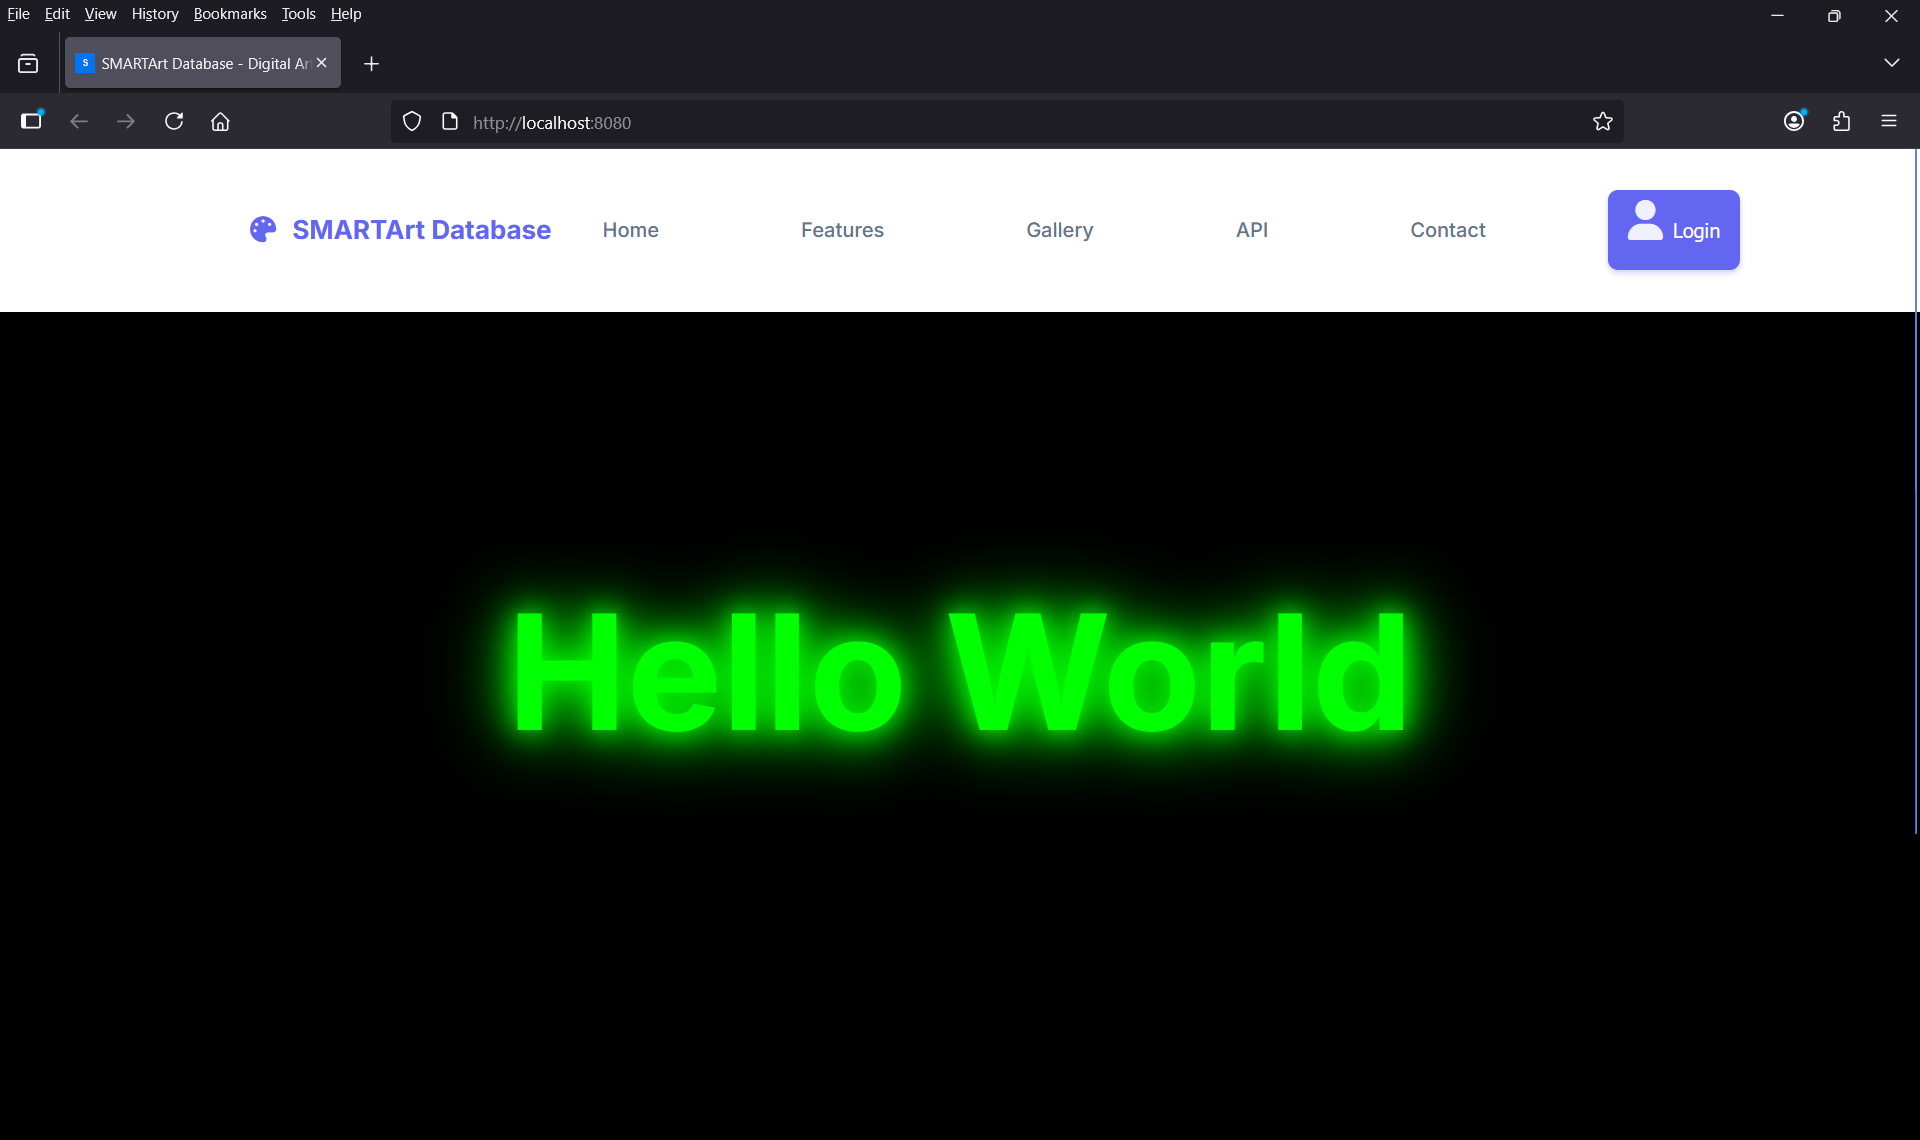 File Edit View History Bookmarks Tools Help
S SMARTArt Database - Digital Ar
http://localhost:8080
SMARTArt Database Home Features Gallery API Contact Login
Hello World